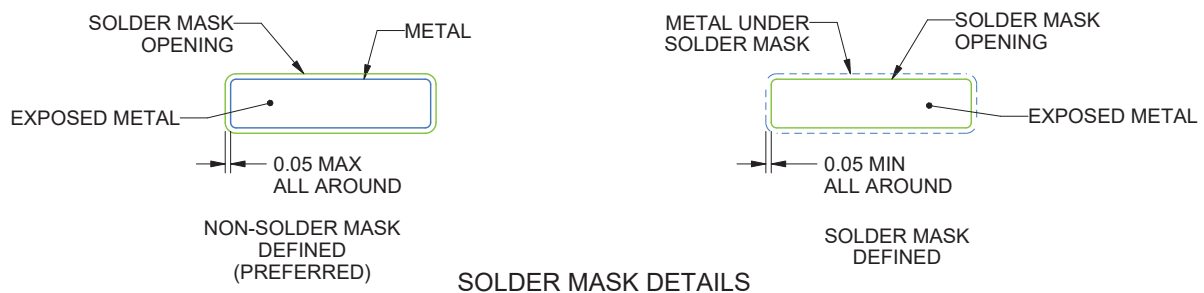 SOLDER MASK
OPENING
METAL
EXPOSED METAL
0.05 MAX
ALL AROUND
NON-SOLDER MASK
DEFINED
(PREFERRED)
METAL UNDER
SOLDER MASK
SOLDER MASK
OPENING
EXPOSED METAL
0.05 MIN
ALL AROUND
SOLDER MASK
DEFINED
SOLDER MASK DETAILS